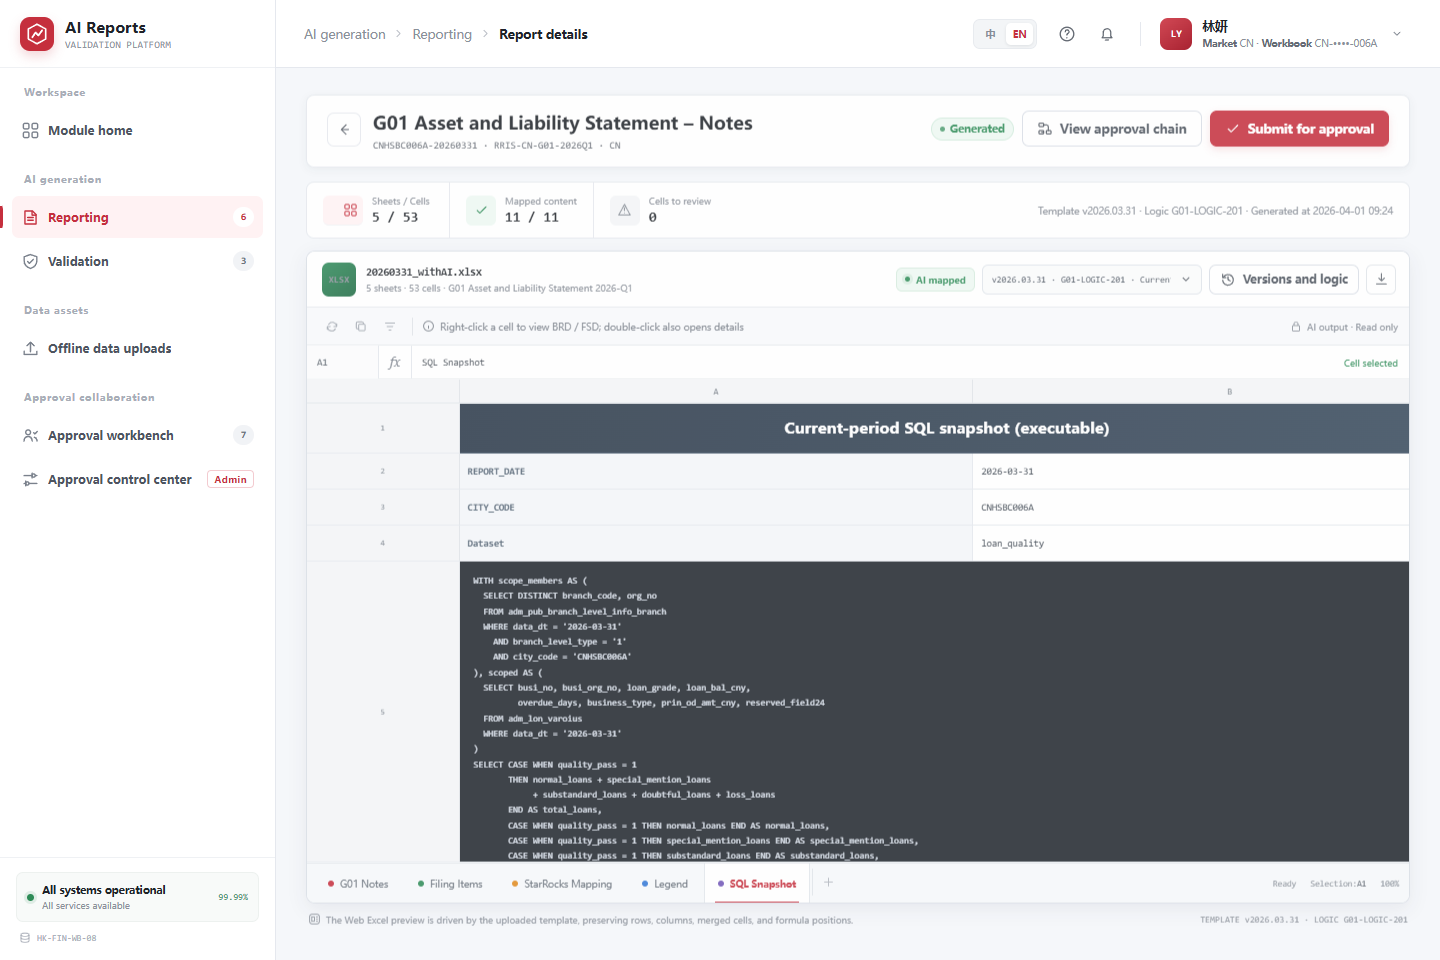 AI Reports
VALIDATION PLATFORM
Workspace
Module home
AI generation
Reporting 6
Validation 3
Data assets
Offline data uploads
Approval collaboration
Approval workbench 7
Approval control center Admin
All systems operational
All services available
99.99%
HK-FIN-WB-08
AI generation > Reporting > Report details
中 EN
LY
林妍
Market CN · Workbook CN-••••-006A
G01 Asset and Liability Statement – Notes
CNHSBC006A-20260331 · RRIS-CN-G01-2026Q1 · CN
Generated
View approval chain
Submit for approval
Sheets / Cells
5 / 53
Mapped content
11 / 11
Cells to review
0
Template v2026.03.31 · Logic G01-LOGIC-201 · Generated at 2026-04-01 09:24
XLSX
20260331_withAI.xlsx
5 sheets · 53 cells · G01 Asset and Liability Statement 2026-Q1
AI mapped
v2026.03.31 · G01-LOGIC-201 · Curren
Versions and logic
Right-click a cell to view BRD / FSD; double-click also opens details
AI output · Read only
A1
fx
SQL Snapshot
Cell selected
A B
1 Current-period SQL snapshot (executable)
2 REPORT_DATE 2026-03-31
3 CITY_CODE CNHSBC006A
4 Dataset loan_quality
5
WITH scope_members AS (
SELECT DISTINCT branch_code, org_no
FROM adm_pub_branch_level_info_branch
WHERE data_dt = '2026-03-31'
AND branch_level_type = '1'
AND city_code = 'CNHSBC006A'
), scoped AS (
SELECT busi_no, busi_org_no, loan_grade, loan_bal_cny,
overdue_days, business_type, prin_od_amt_cny, reserved_field24
FROM adm_lon_varoius
WHERE data_dt = '2026-03-31'
)
SELECT CASE WHEN quality_pass = 1
THEN normal_loans + special_mention_loans
+ substandard_loans + doubtful_loans + loss_loans
END AS total_loans,
CASE WHEN quality_pass = 1 THEN normal_loans END AS normal_loans,
CASE WHEN quality_pass = 1 THEN special_mention_loans END AS special_mention_loans,
CASE WHEN quality_pass = 1 THEN substandard_loans END AS substandard_loans,
G01 Notes
Filing Items
StarRocks Mapping
Legend
SQL Snapshot
+
Ready Selection:A1 100%
The Web Excel preview is driven by the uploaded template, preserving rows, columns, merged cells, and formula positions.
TEMPLATE v2026.03.31 · LOGIC G01-LOGIC-201